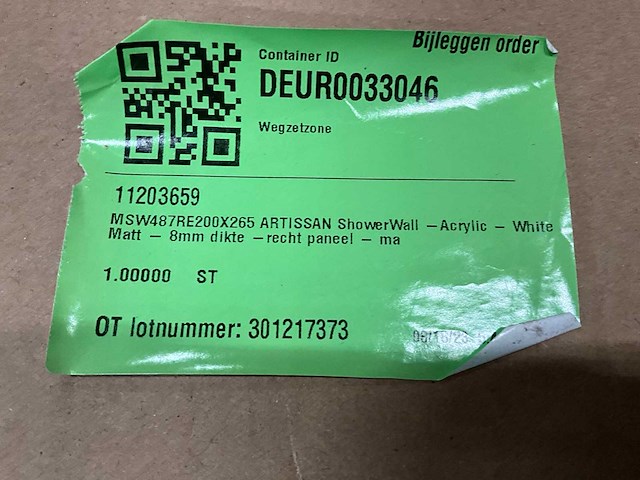 Bijleggen order
Container ID
DEUR0033046
Wegzetzone
11203659
MSW487RE200X265 ARTISSAN ShowerWall – Acrylic – White
Matt – 8mm dikte – recht paneel – ma
1.00000 ST
OT lotnummer: 301217373